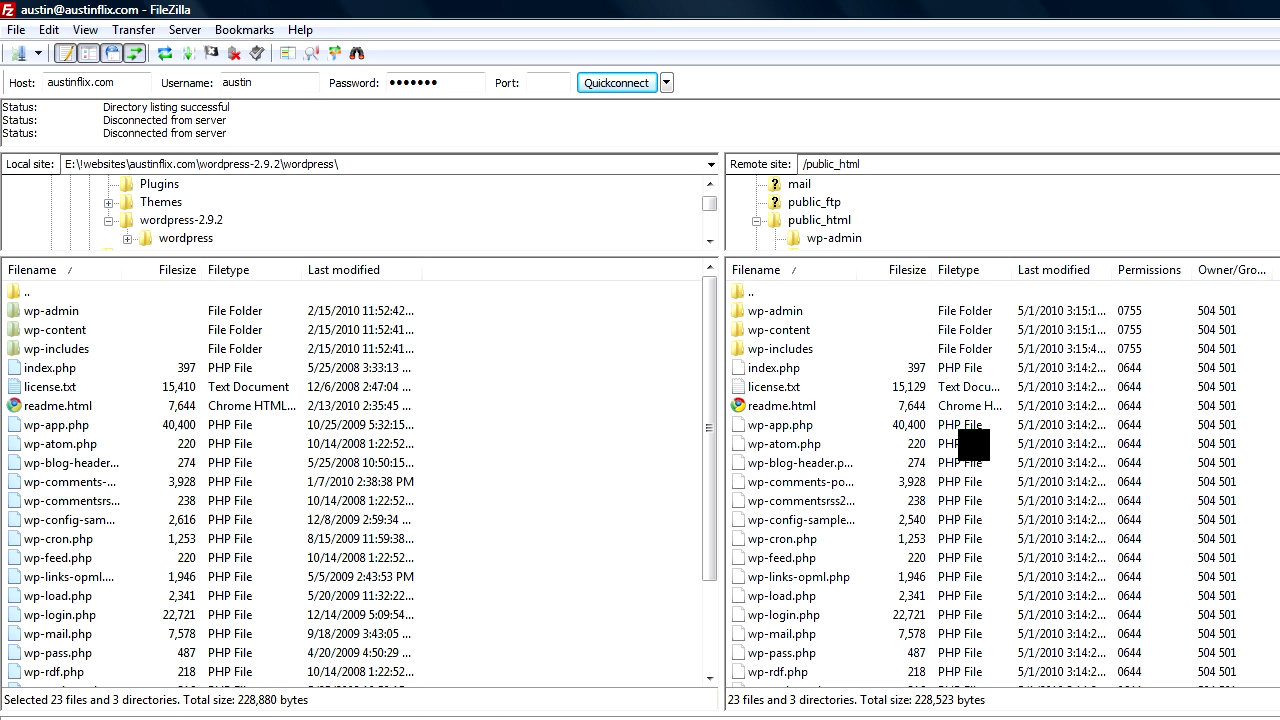 austin@austinflix.com - FileZilla
File Edit View Transfer Server Bookmarks Help
Host: austinflix.com Username: austin Password: ••••••• Port: Quickconnect
Status: Directory listing successful
Status: Disconnected from server
Status: Disconnected from server
Local site: E:\!websites\austinflix.com\wordpress-2.9.2\wordpress\
Plugins
Themes
wordpress-2.9.2
wordpress
Filename / Filesize Filetype Last modified
..
wp-admin File Folder 2/15/2010 11:52:42...
wp-content File Folder 2/15/2010 11:52:41...
wp-includes File Folder 2/15/2010 11:52:41...
index.php 397 PHP File 5/25/2008 3:33:13 ...
license.txt 15,410 Text Document 12/6/2008 2:47:04 ...
readme.html 7,644 Chrome HTML... 2/13/2010 2:35:45 ...
wp-app.php 40,400 PHP File 10/25/2009 5:32:15...
wp-atom.php 220 PHP File 10/14/2008 1:22:52...
wp-blog-header... 274 PHP File 5/25/2008 10:50:15...
wp-comments-... 3,928 PHP File 1/7/2010 2:38:38 PM
wp-commentsrs... 238 PHP File 10/14/2008 1:22:52...
wp-config-sam... 2,616 PHP File 12/8/2009 2:59:34 ...
wp-cron.php 1,253 PHP File 8/15/2009 11:59:38...
wp-feed.php 220 PHP File 10/14/2008 1:22:52...
wp-links-opml.... 1,946 PHP File 5/5/2009 2:43:53 PM
wp-load.php 2,341 PHP File 5/20/2009 11:32:22...
wp-login.php 22,721 PHP File 12/14/2009 5:09:54...
wp-mail.php 7,578 PHP File 9/18/2009 3:43:05 ...
wp-pass.php 487 PHP File 4/20/2009 4:50:29 ...
wp-rdf.php 218 PHP File 10/14/2008 1:22:52...
Selected 23 files and 3 directories. Total size: 228,880 bytes
Remote site: /public_html
mail
public_ftp
public_html
wp-admin
Filename / Filesize Filetype Last modified Permissions Owner/Gro...
..
wp-admin File Folder 5/1/2010 3:15:1... 0755 504 501
wp-content File Folder 5/1/2010 3:15:1... 0755 504 501
wp-includes File Folder 5/1/2010 3:15:4... 0755 504 501
index.php 397 PHP File 5/1/2010 3:14:2... 0644 504 501
license.txt 15,129 Text Docu... 5/1/2010 3:14:2... 0644 504 501
readme.html 7,644 Chrome H... 5/1/2010 3:14:2... 0644 504 501
wp-app.php 40,400 PHP File 5/1/2010 3:14:2... 0644 504 501
wp-atom.php 220 PHP 5/1/2010 3:14:2... 0644 504 501
wp-blog-header.p... 274 PHP File 5/1/2010 3:14:2... 0644 504 501
wp-comments-po... 3,928 PHP File 5/1/2010 3:14:2... 0644 504 501
wp-commentsrss2... 238 PHP File 5/1/2010 3:14:2... 0644 504 501
wp-config-sample... 2,540 PHP File 5/1/2010 3:14:2... 0644 504 501
wp-cron.php 1,253 PHP File 5/1/2010 3:14:2... 0644 504 501
wp-feed.php 220 PHP File 5/1/2010 3:14:2... 0644 504 501
wp-links-opml.php 1,946 PHP File 5/1/2010 3:14:2... 0644 504 501
wp-load.php 2,341 PHP File 5/1/2010 3:14:2... 0644 504 501
wp-login.php 22,721 PHP File 5/1/2010 3:14:2... 0644 504 501
wp-mail.php 7,578 PHP File 5/1/2010 3:14:2... 0644 504 501
wp-pass.php 487 PHP File 5/1/2010 3:14:2... 0644 504 501
wp-rdf.php 218 PHP File 5/1/2010 3:14:2... 0644 504 501
23 files and 3 directories. Total size: 228,523 bytes